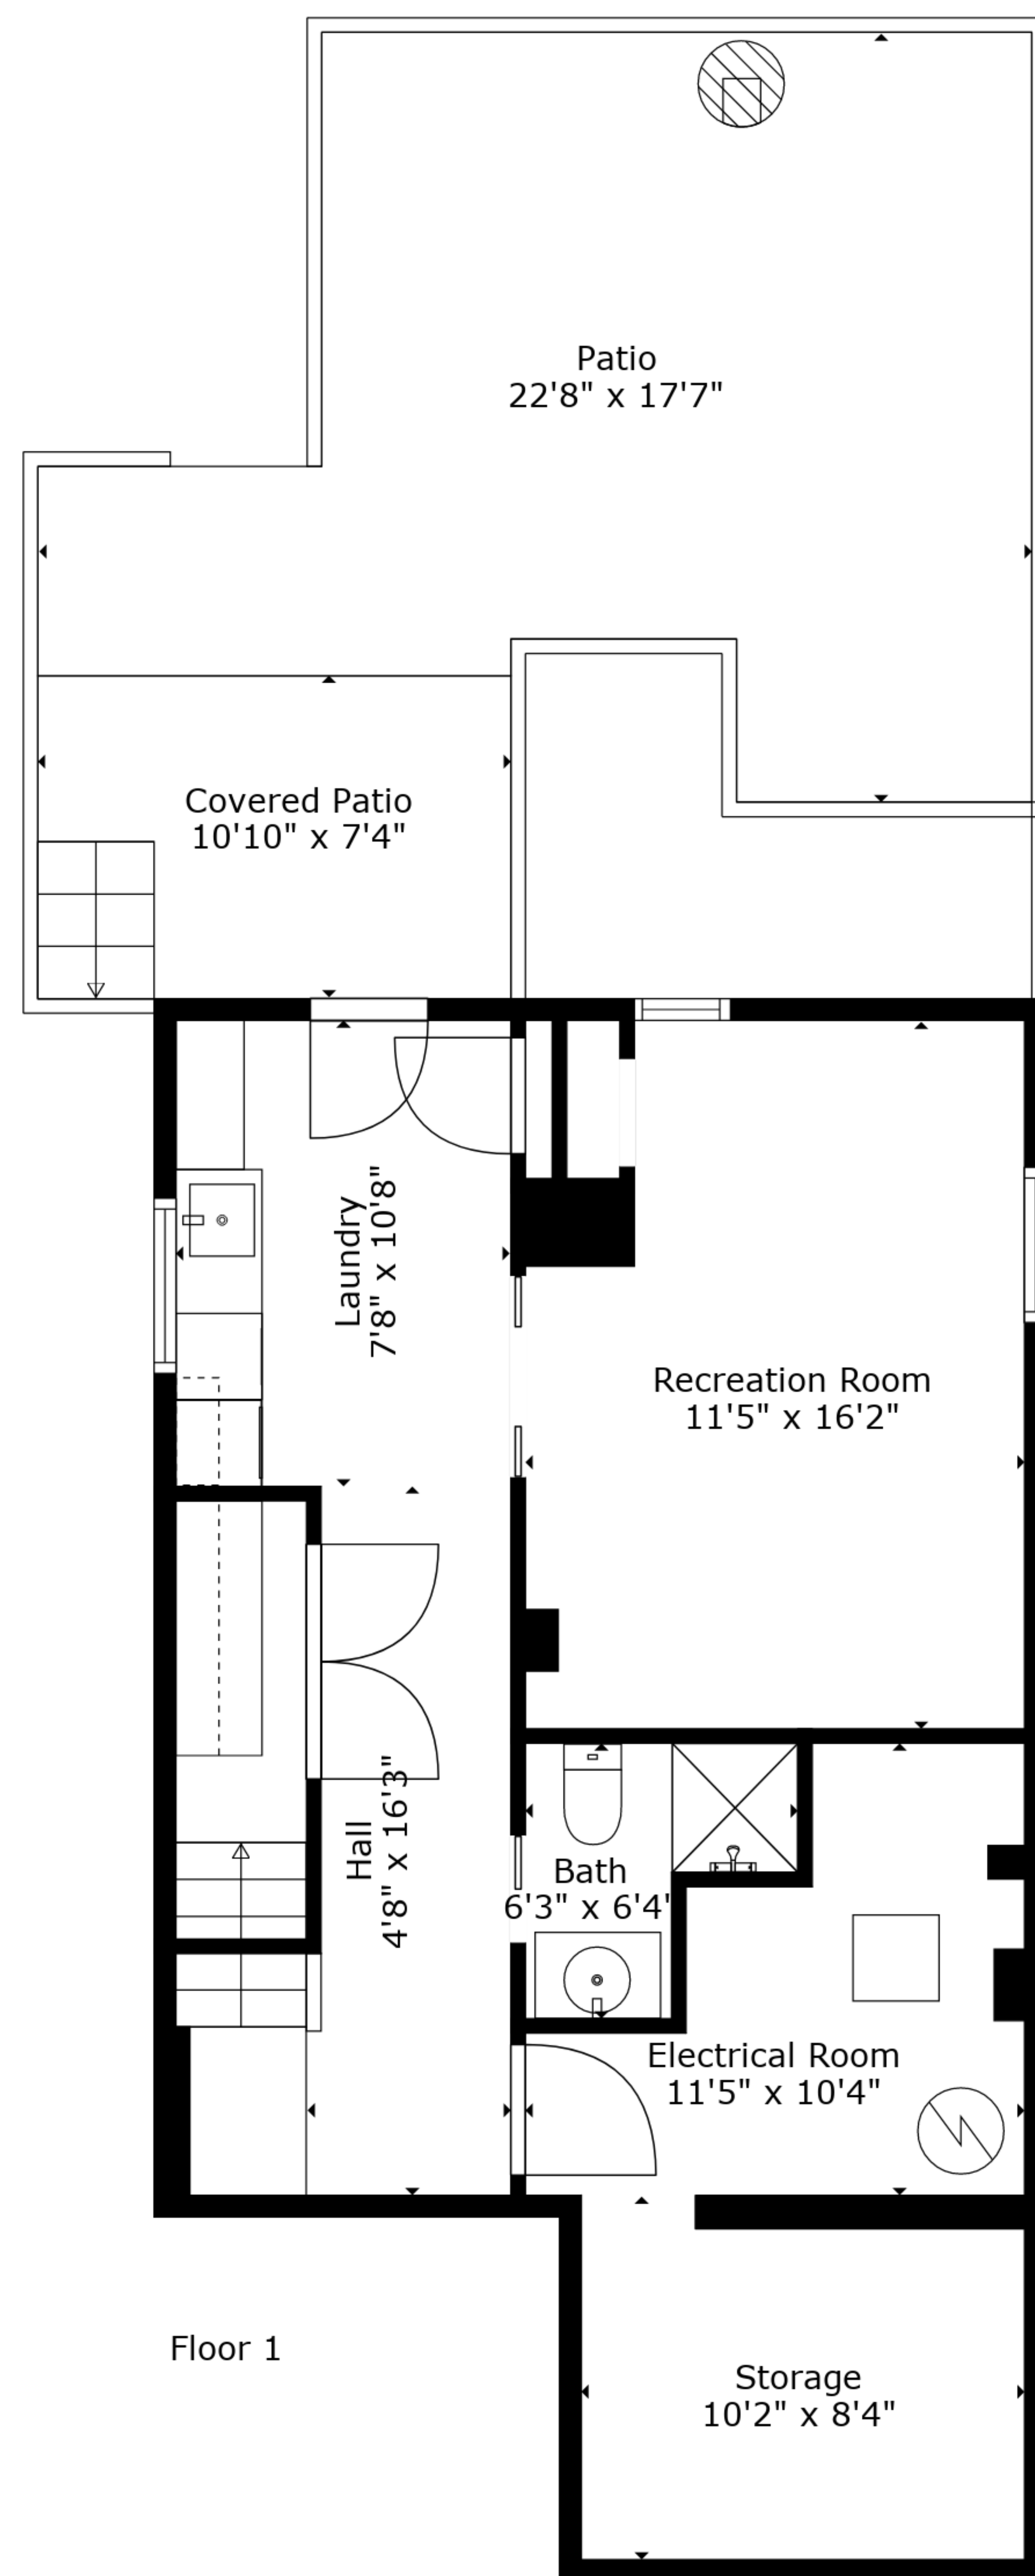 Patio
22'8" x 17'7"
Covered Patio
10'10" x 7'4"
Laundry
7'8" x 10'8"
Recreation Room
11'5" x 16'2"
Hall
4'8" x 16'3"
Bath
6'3" x 6'4"
Electrical Room
11'5" x 10'4"
Floor 1
Storage
10'2" x 8'4"